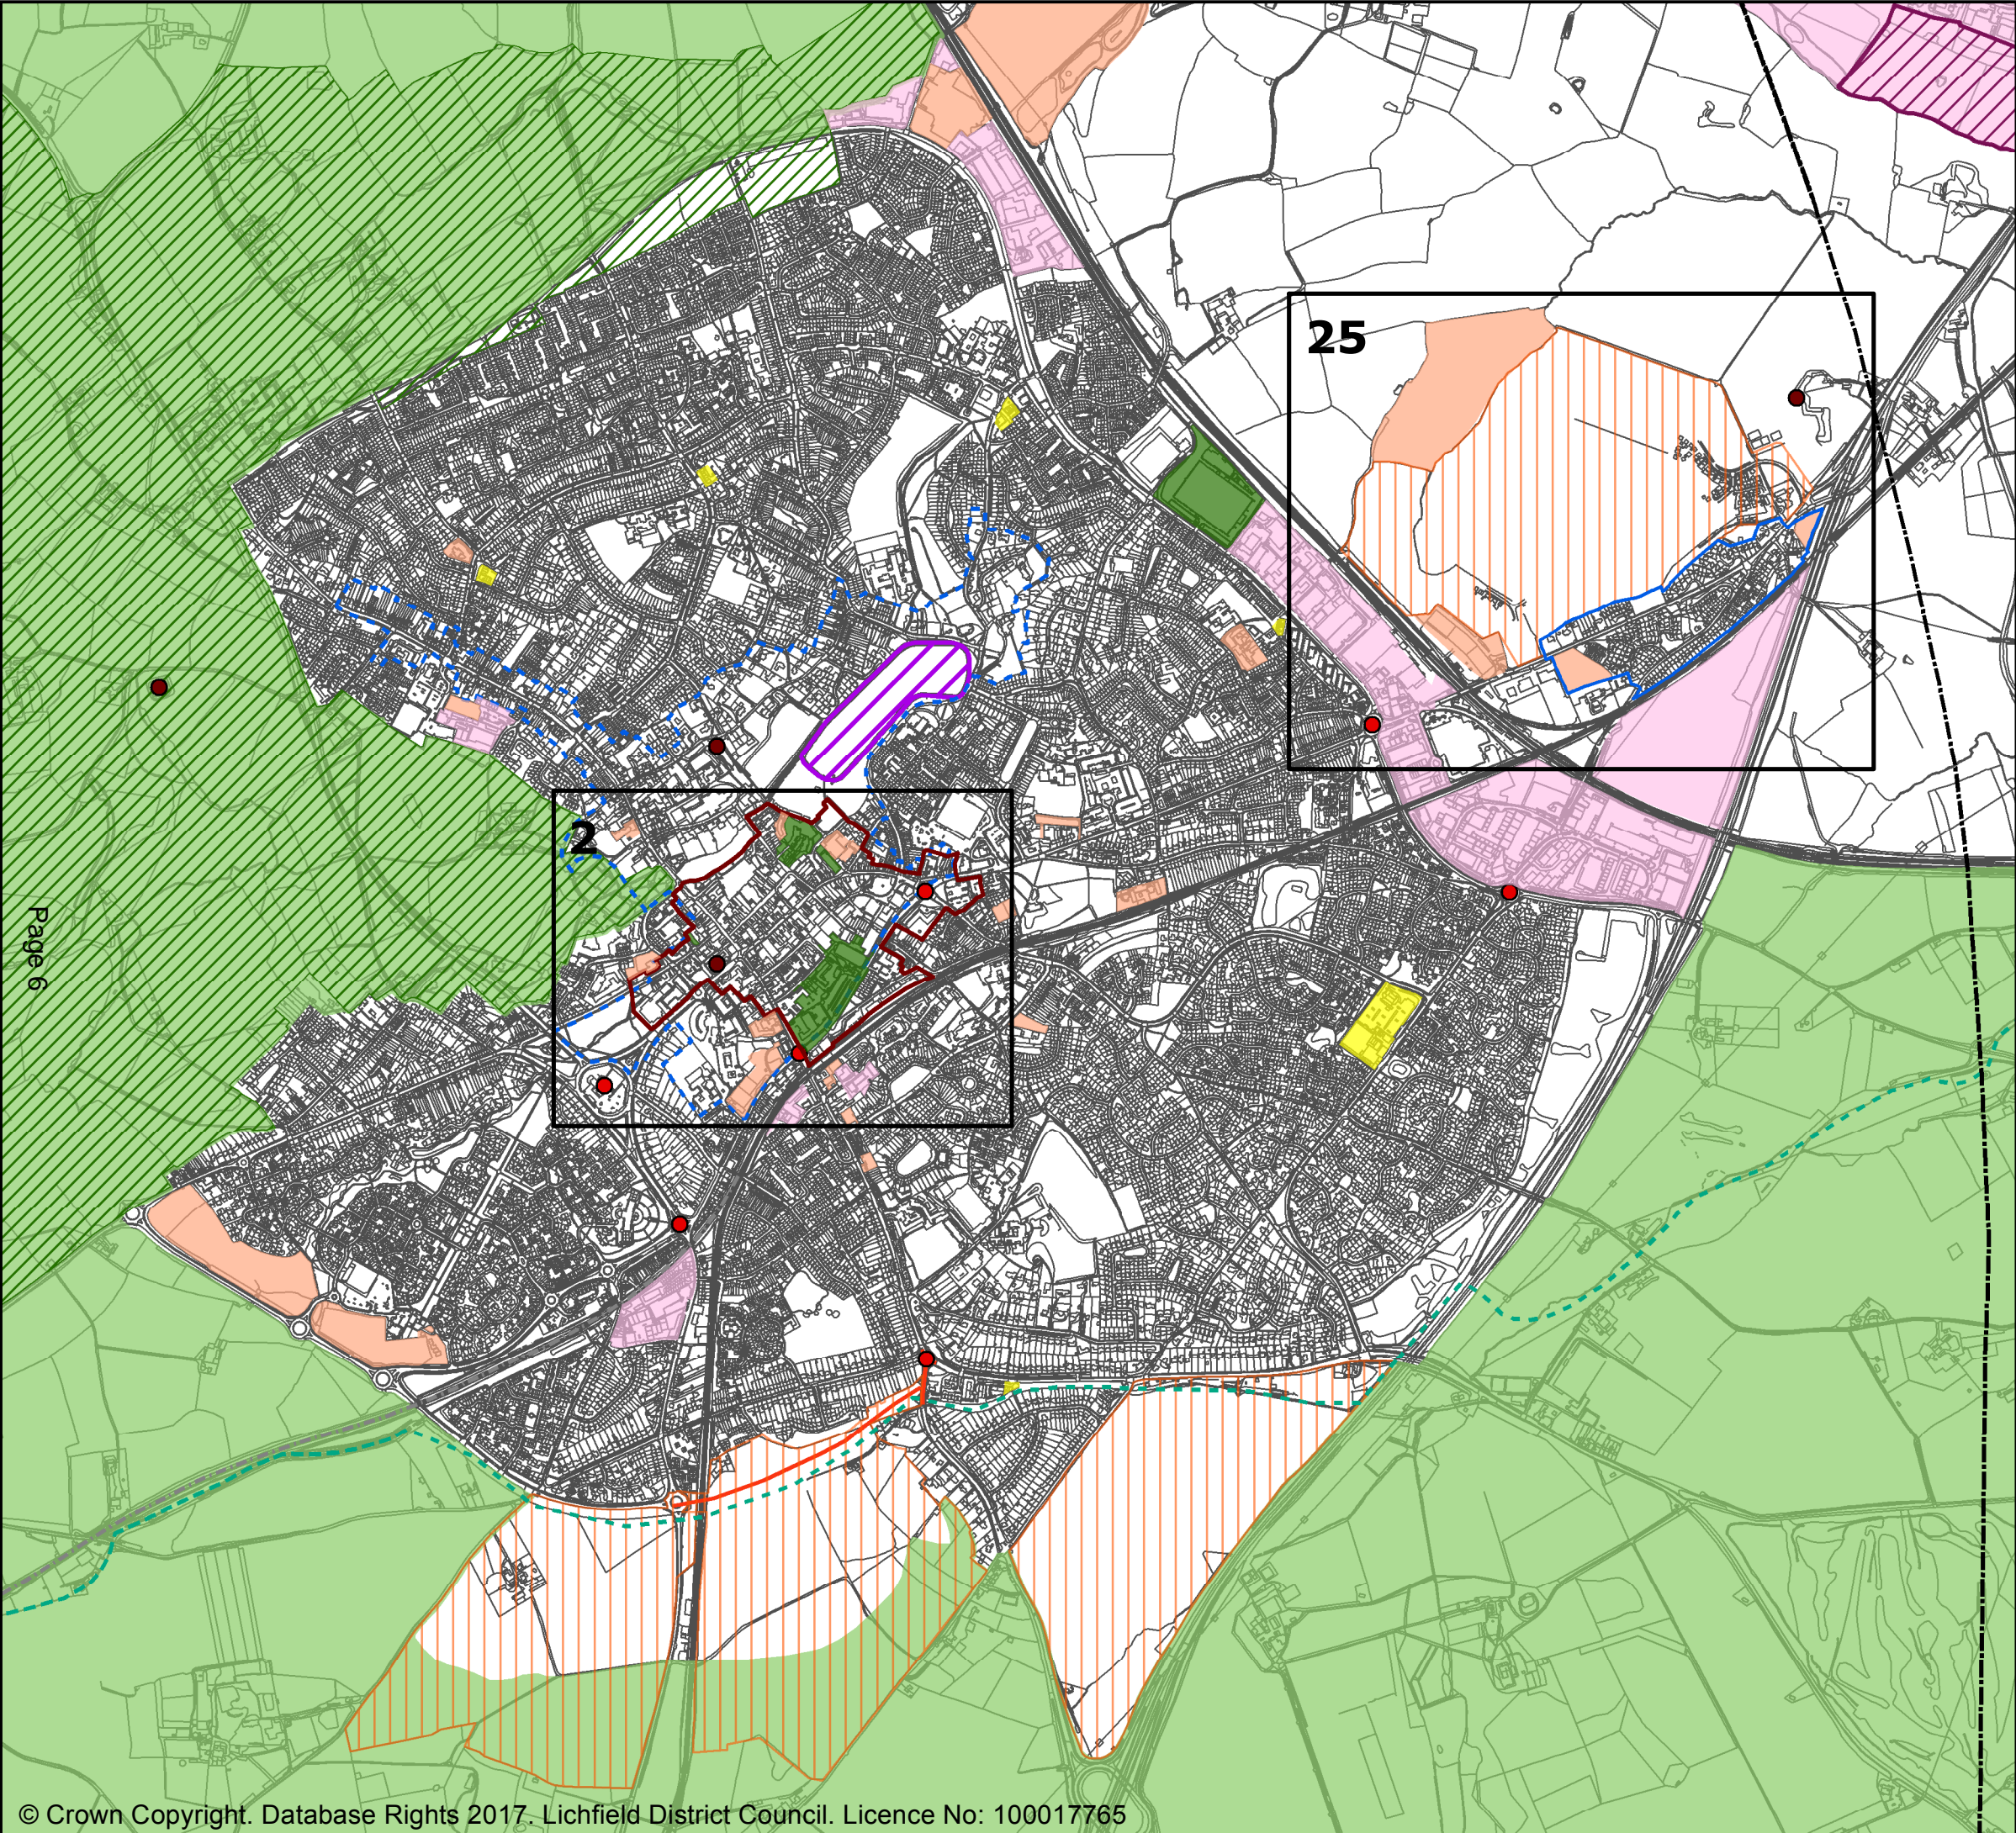 25
2
Page 6
© Crown Copyright. Database Rights 2017. Lichfield District Council. Licence No: 100017765